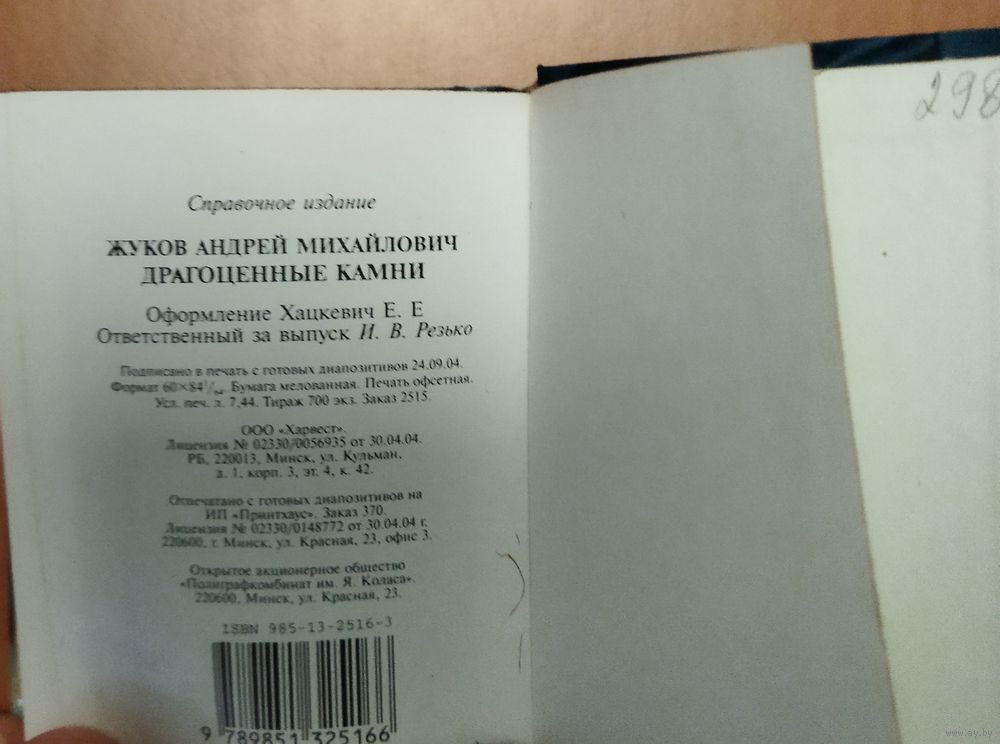 Справочное издание
ЖУКОВ АНДРЕЙ МИХАЙЛОВИЧ
ДРАГОЦЕННЫЕ КАМНИ
Оформление Хацкевич Е. Е
Ответственный за выпуск И. В. Резько
Подписано в печать с готовых диапозитивов 24.09.04.
Формат 60×84 1/64. Бумага мелованная. Печать офсетная.
Усл. печ. л. 7,44. Тираж 700 экз. Заказ 2515.
ООО «Харвест».
Лицензия № 02330/0056935 от 30.04.04.
РБ, 220013, Минск, ул. Кульман,
д. 1, корп. 3, эт. 4, к. 42.
Отпечатано с готовых диапозитивов на
ИП «Принтхаус». Заказ 370.
Лицензия № 02330/0148772 от 30.04.04 г.
220600, г. Минск, ул. Красная, 23, офис 3.
Открытое акционерное общество
«Полиграфкомбинат им. Я. Коласа».
220600, Минск, ул. Красная, 23.
ISBN 985-13-2516-3
9 789851 325166
298
www.ay.by